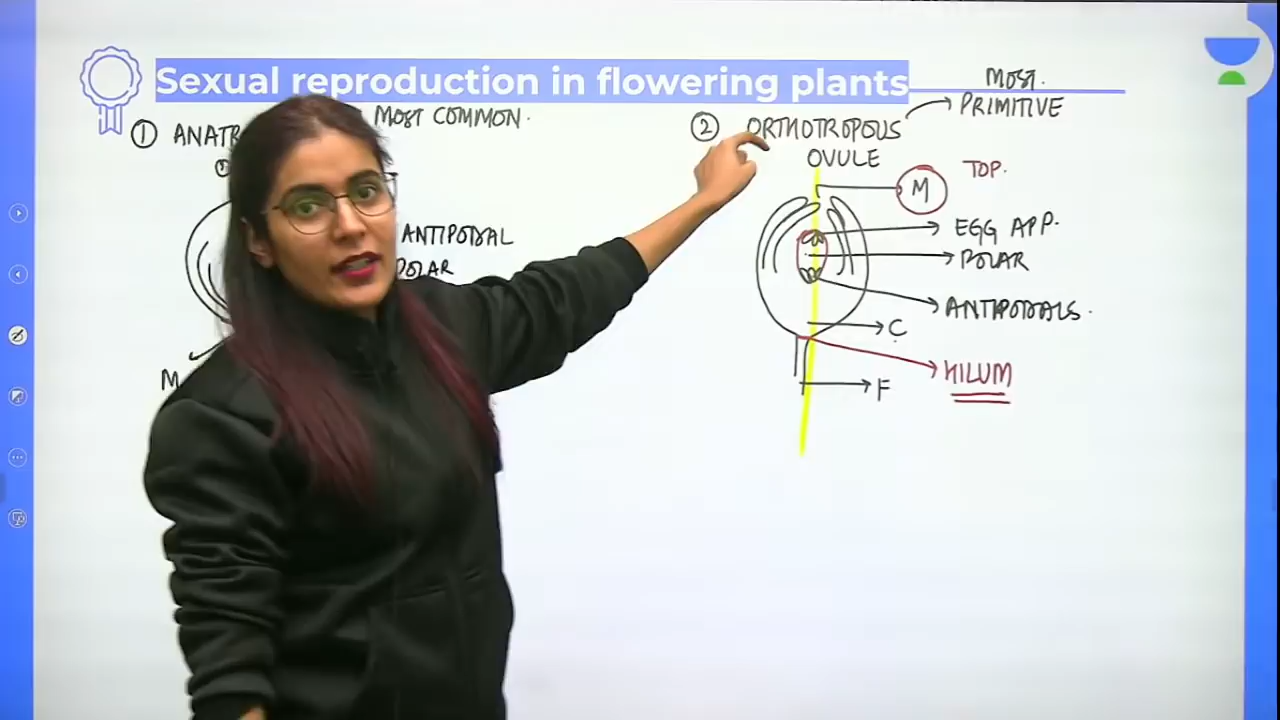 Sexual reproduction in flowering plants
① ANATR
MOST COMMON.
ANTIPODAL
POLAR
M
② ORTHOTROPOUS
OVULE
MOST.
PRIMITIVE
M TOP.
EGG APP.
POLAR
ANTIPODALS.
C
HILUM
F